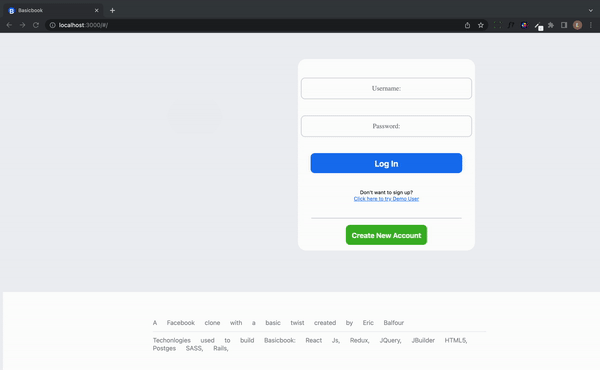 Basicbook
localhost:3000/#/
Username:
Password:
Log In
Don't want to sign up?
Click here to try Demo User
Create New Account
A Facebook clone with a basic twist created by Eric Balfour
Techonlogies used to build Basicbook: React Js, Redux, JQuery, JBuilder HTML5,
Postges SASS, Rails,